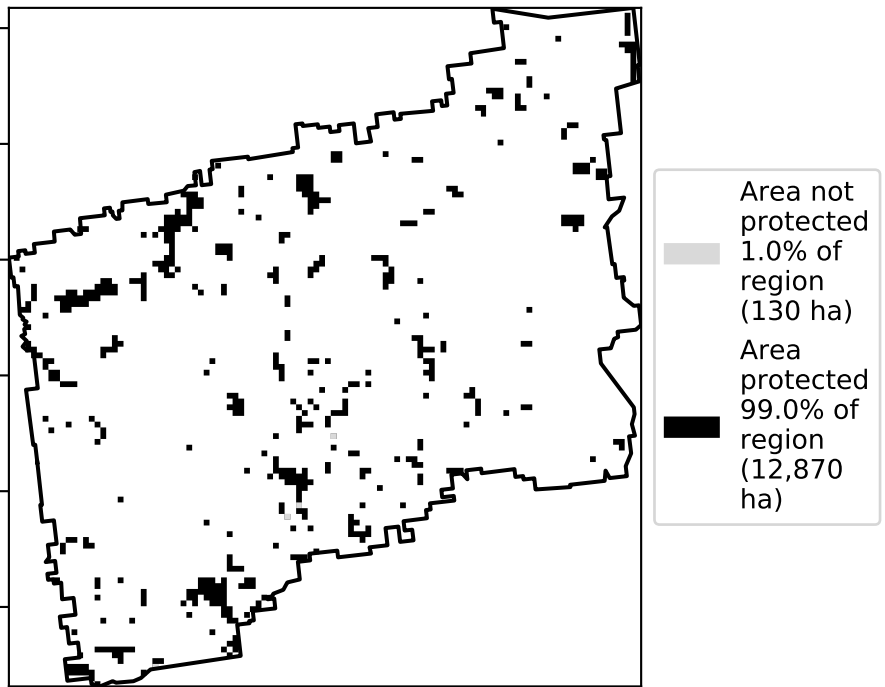 Area not
protected
1.0% of
region
(130 ha)
Area
protected
99.0% of
region
(12,870
ha)